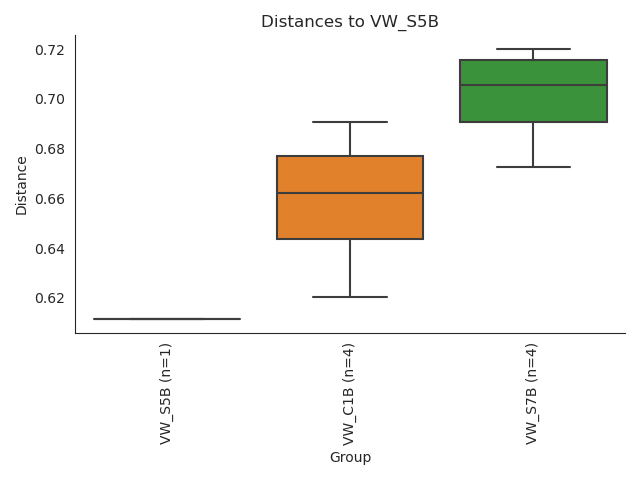 Distances to VW_S5B
Distance
0.72
0.70
0.68
0.66
0.64
0.62
VW_S5B (n=1)
VW_C1B (n=4)
VW_S7B (n=4)
Group